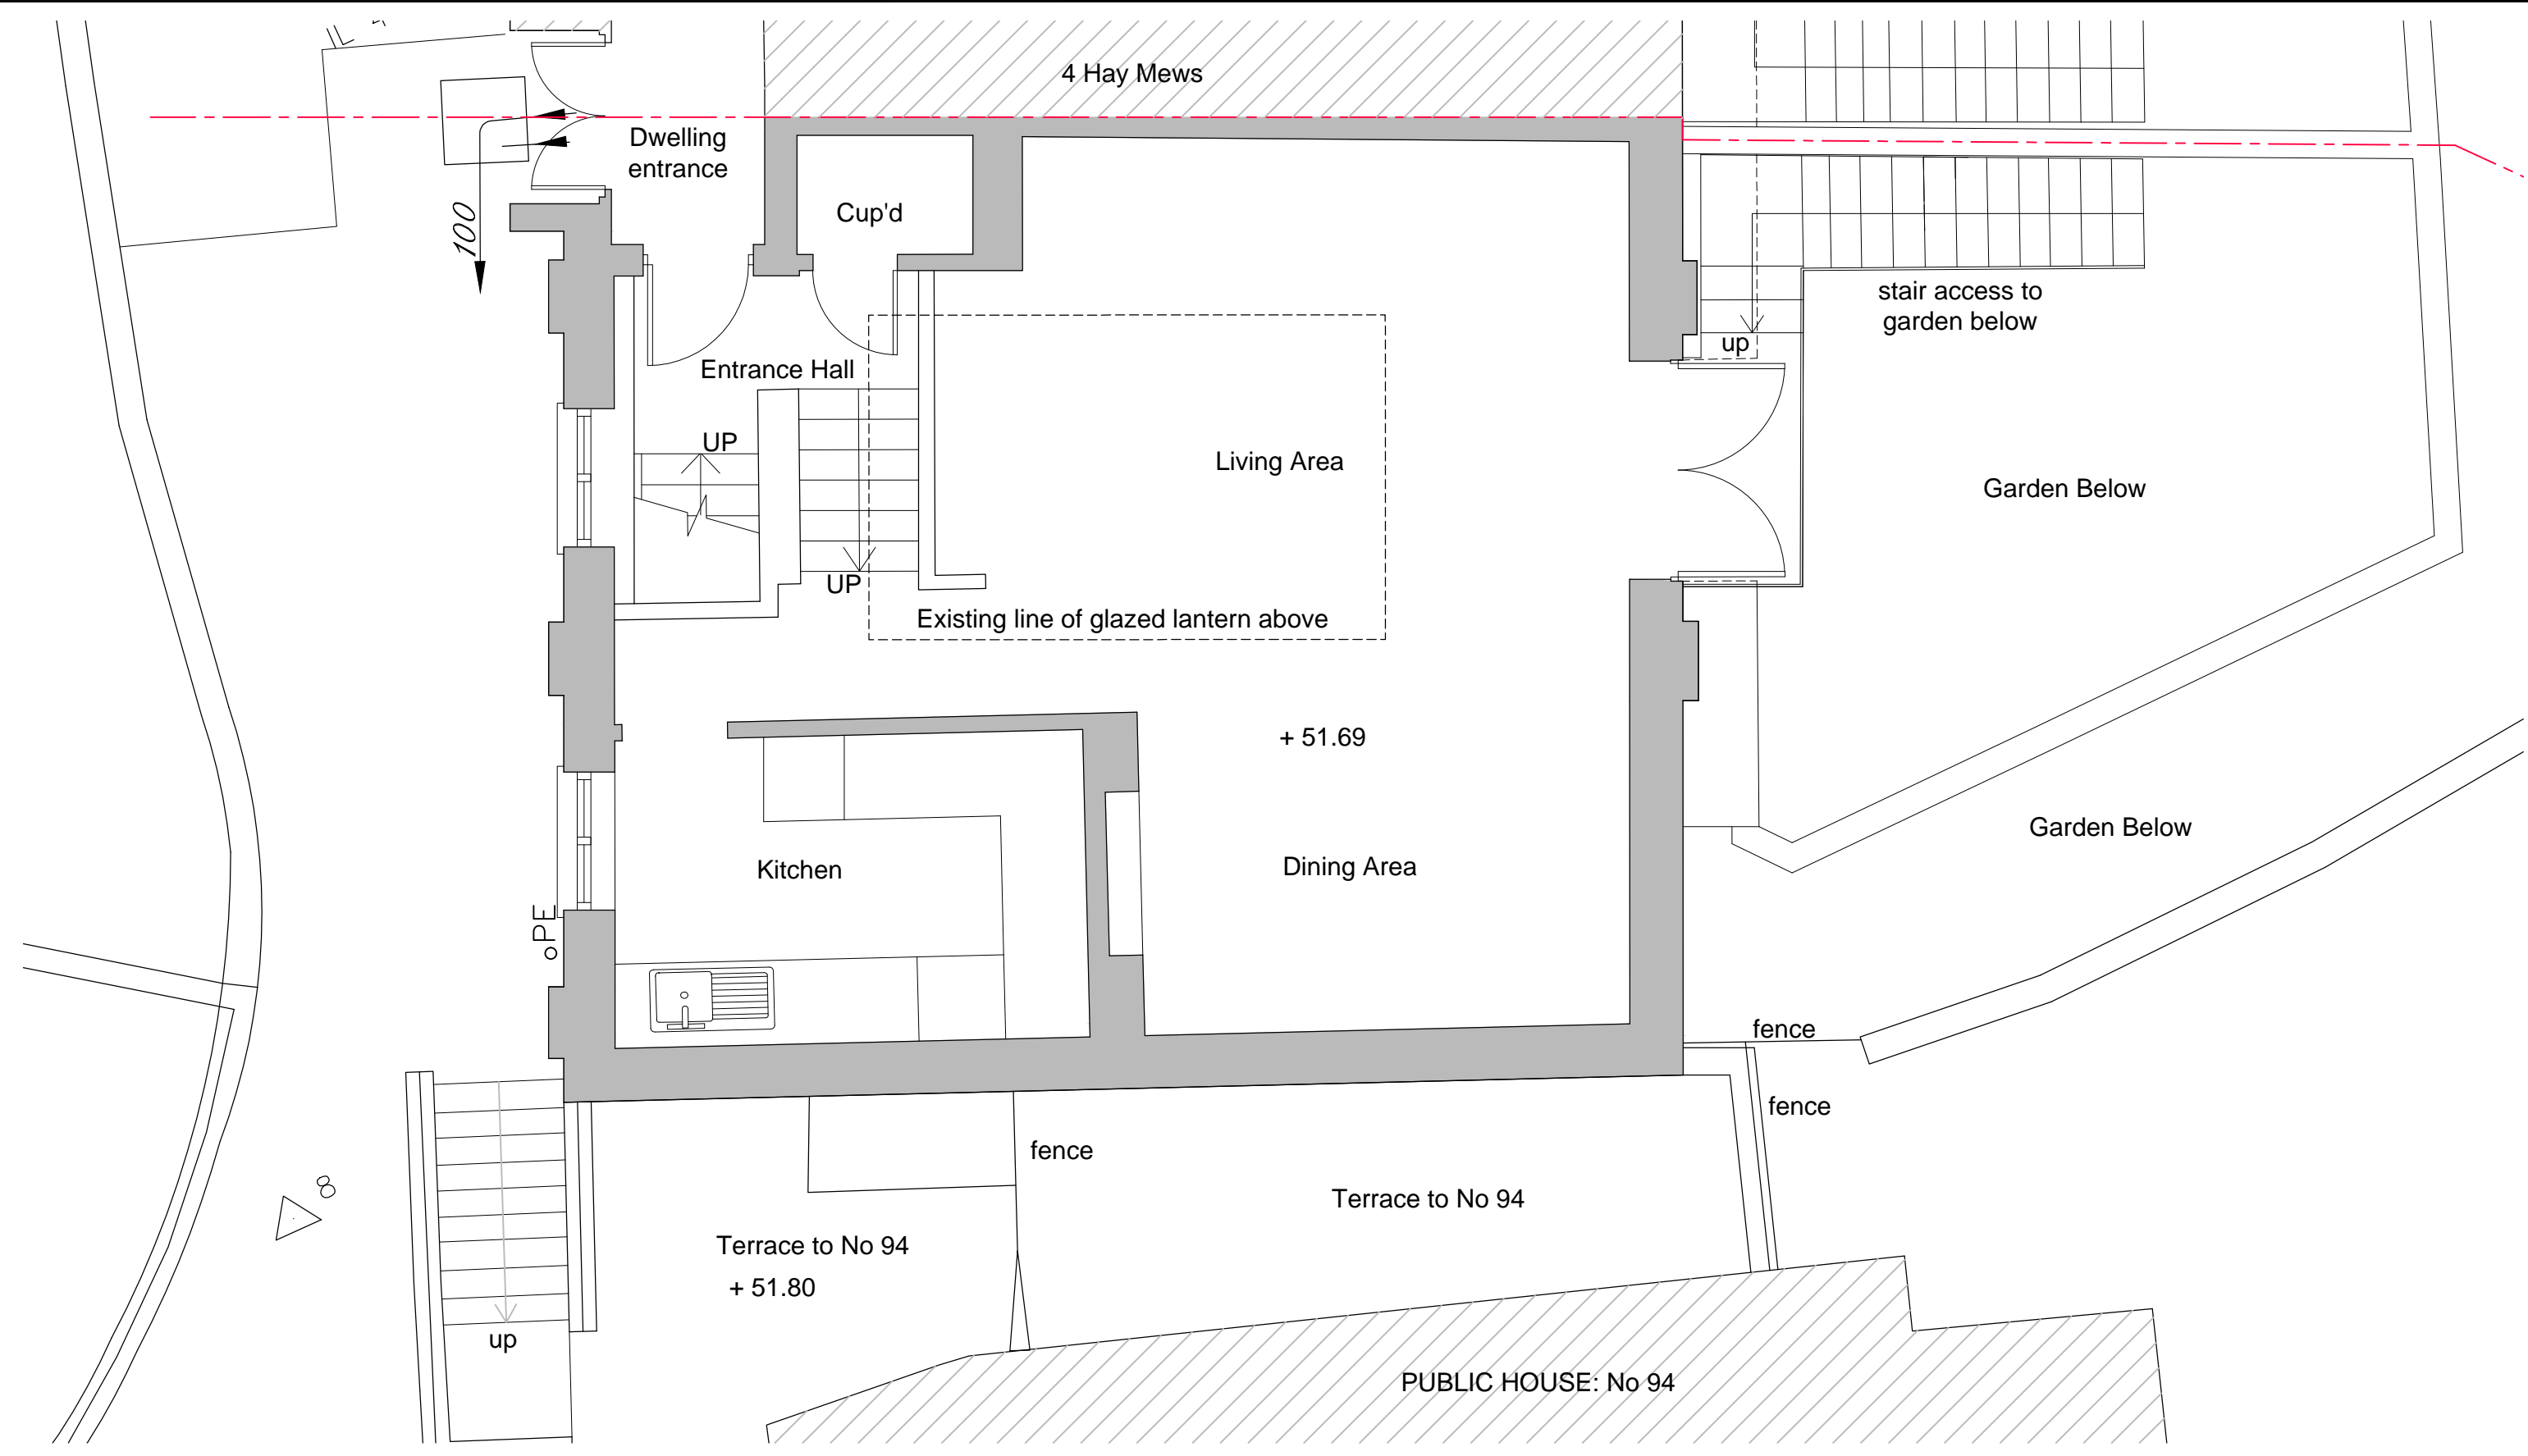 4 Hay Mews
Dwelling
entrance
Cup'd
100
stair access to
garden below
up
Entrance Hall
UP
Living Area
Garden Below
UP
Existing line of glazed lantern above
+ 51.69
Garden Below
Kitchen
Dining Area
PE
fence
fence
fence
8
Terrace to No 94
Terrace to No 94
+ 51.80
up
PUBLIC HOUSE: No 94